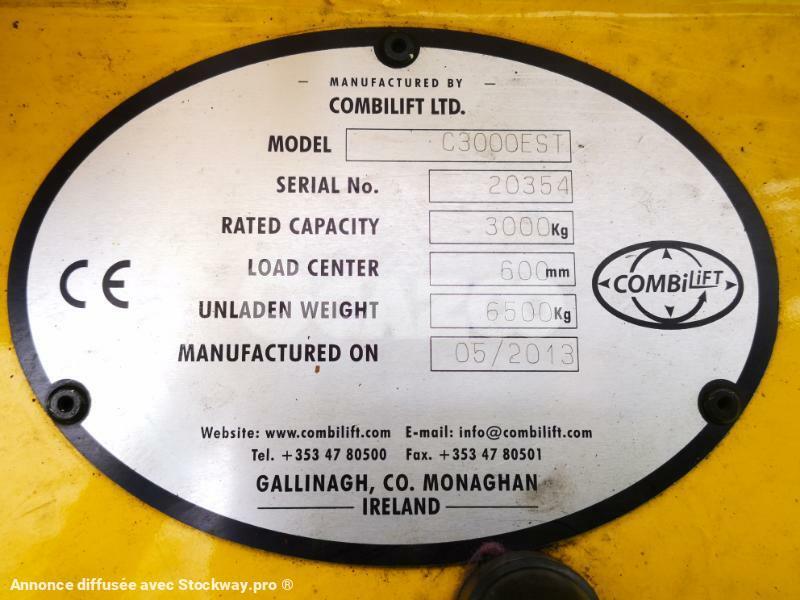 MANUFACTURED BY
COMBILIFT LTD.
MODEL C3000EST
SERIAL No. 20354
RATED CAPACITY 3000Kg
LOAD CENTER 600mm
CE
COMBiLiFT
UNLADEN WEIGHT 6500Kg
MANUFACTURED ON 05/2013
Website: www.combilift.com E-mail: info@combilift.com
Tel. +353 47 80500 Fax. +353 47 80501
GALLINAGH, CO. MONAGHAN
IRELAND
Annonce diffusée avec Stockway.pro ®